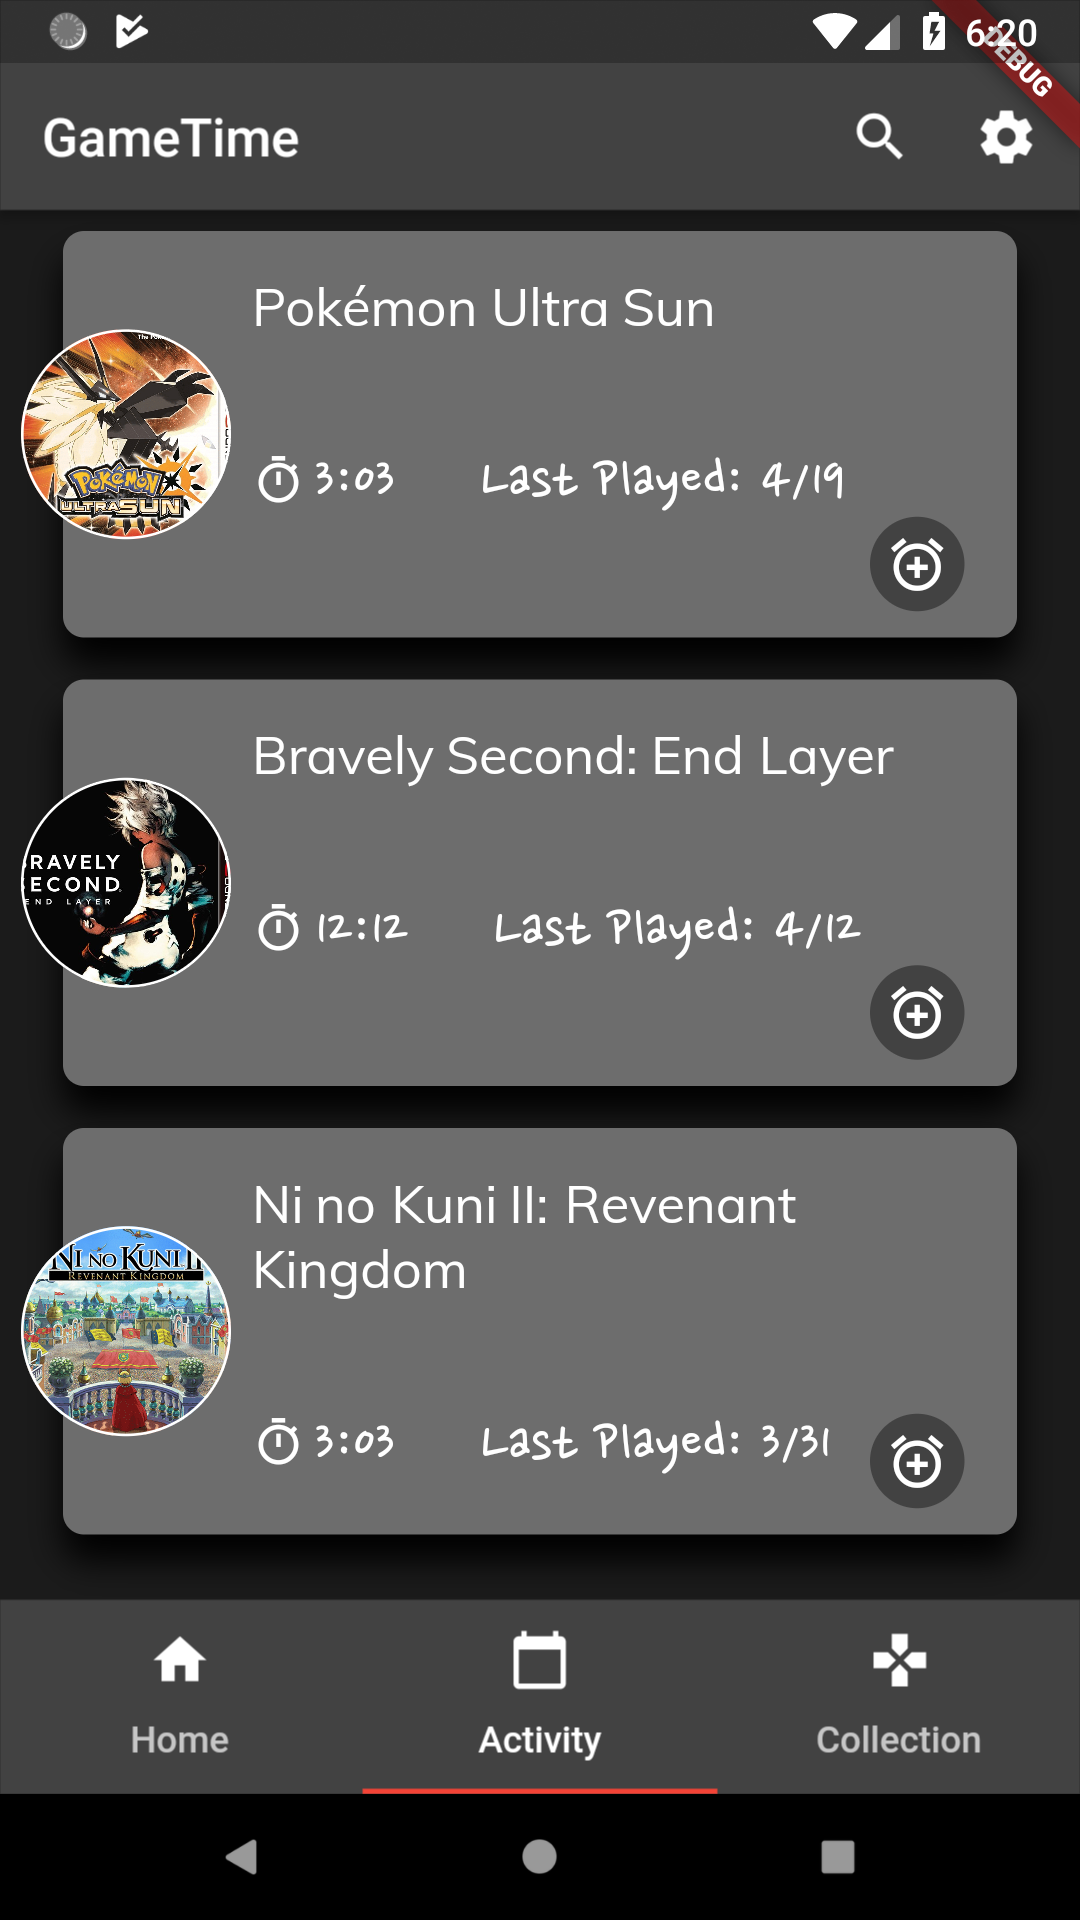 6:20
DEBUG
GameTime
Pokémon Ultra Sun
Pokémon
ULTRASUN
3:03 Last Played: 4/19
Bravely Second: End Layer
RAVELY
ECOND
END LAYER
12:12 Last Played: 4/12
Ni no Kuni II: Revenant
Kingdom
NI NO KUNI II
REVENANT KINGDOM
3:03 Last Played: 3/31
Home Activity Collection